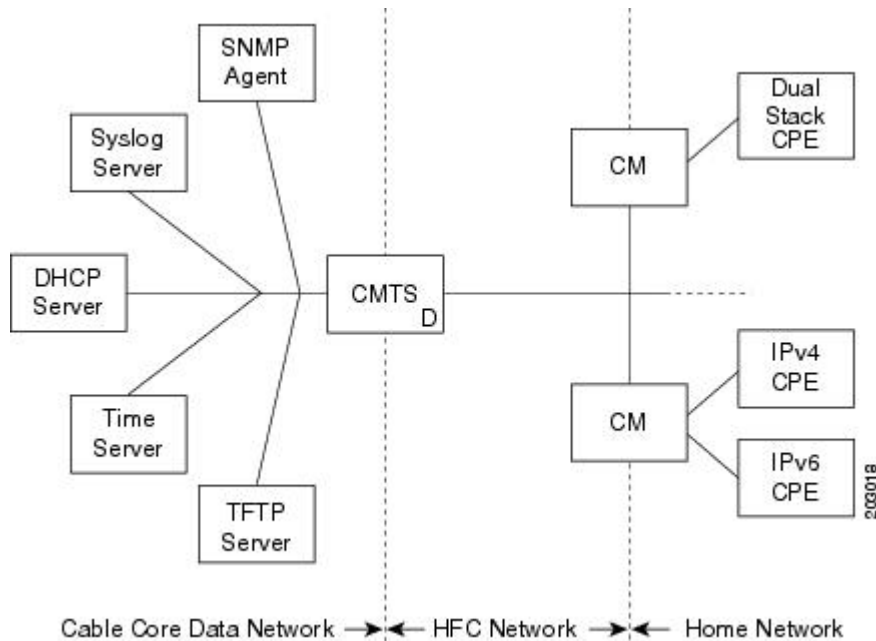 SNMP
Agent
Syslog
Server
DHCP
Server
Time
Server
TFTP
Server
CMTS
D
CM
Dual
Stack
CPE
CM
IPv4
CPE
IPv6
CPE
203018
Cable Core Data Network
HFC Network
Home Network